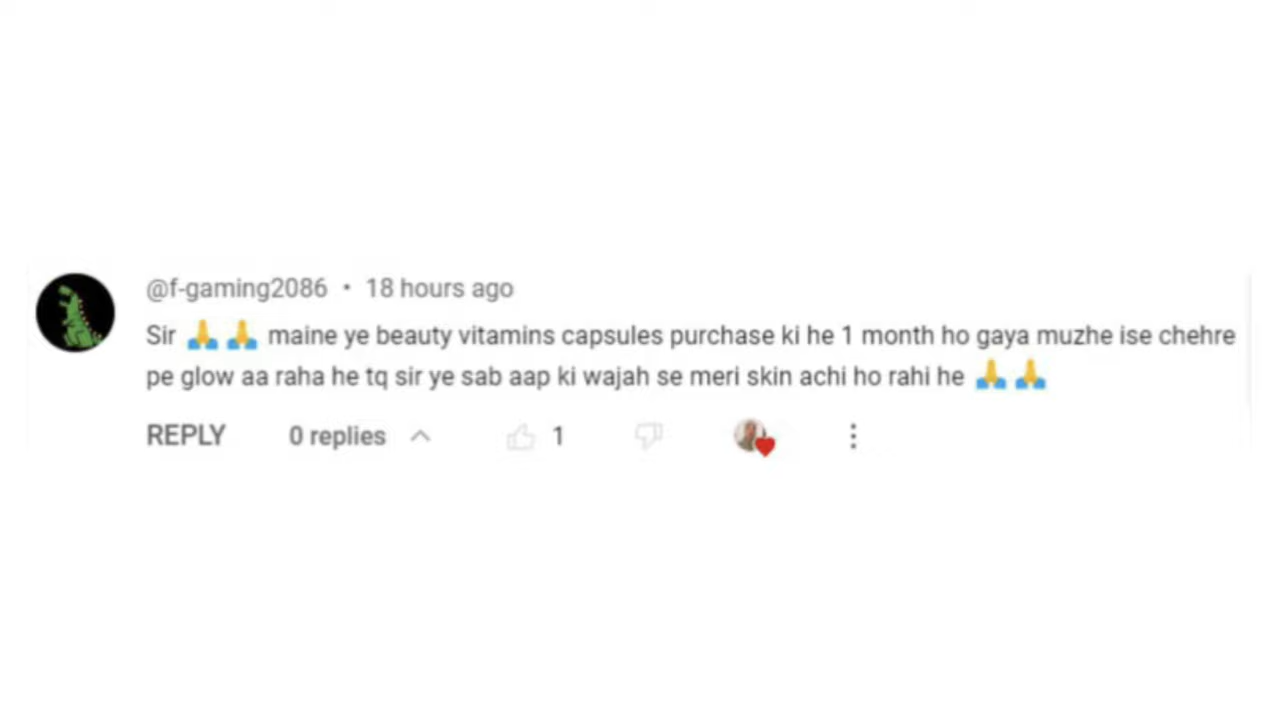 @f-gaming2086 • 18 hours ago
Sir 🙏 🙏 maine ye beauty vitamins capsules purchase ki he 1 month ho gaya muzhe ise chehre
pe glow aa raha he tq sir ye sab aap ki wajah se meri skin achi ho rahi he 🙏 🙏
REPLY 0 replies 1